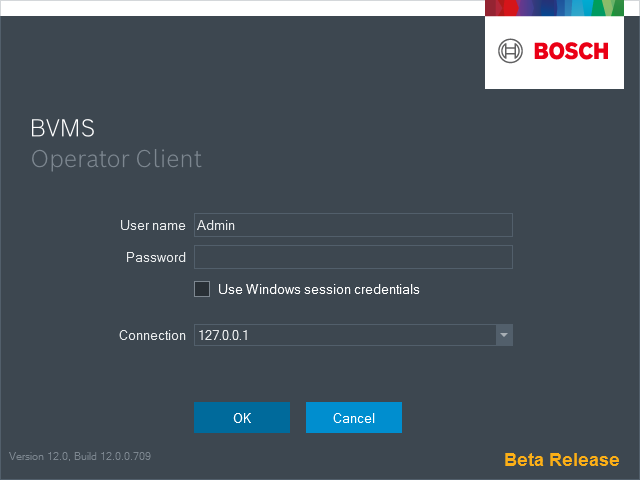 BOSCH
BVMS
Operator Client
User name Admin
Password
Use Windows session credentials
Connection 127.0.0.1
OK Cancel
Version 12.0, Build 12.0.0.709
Beta Release